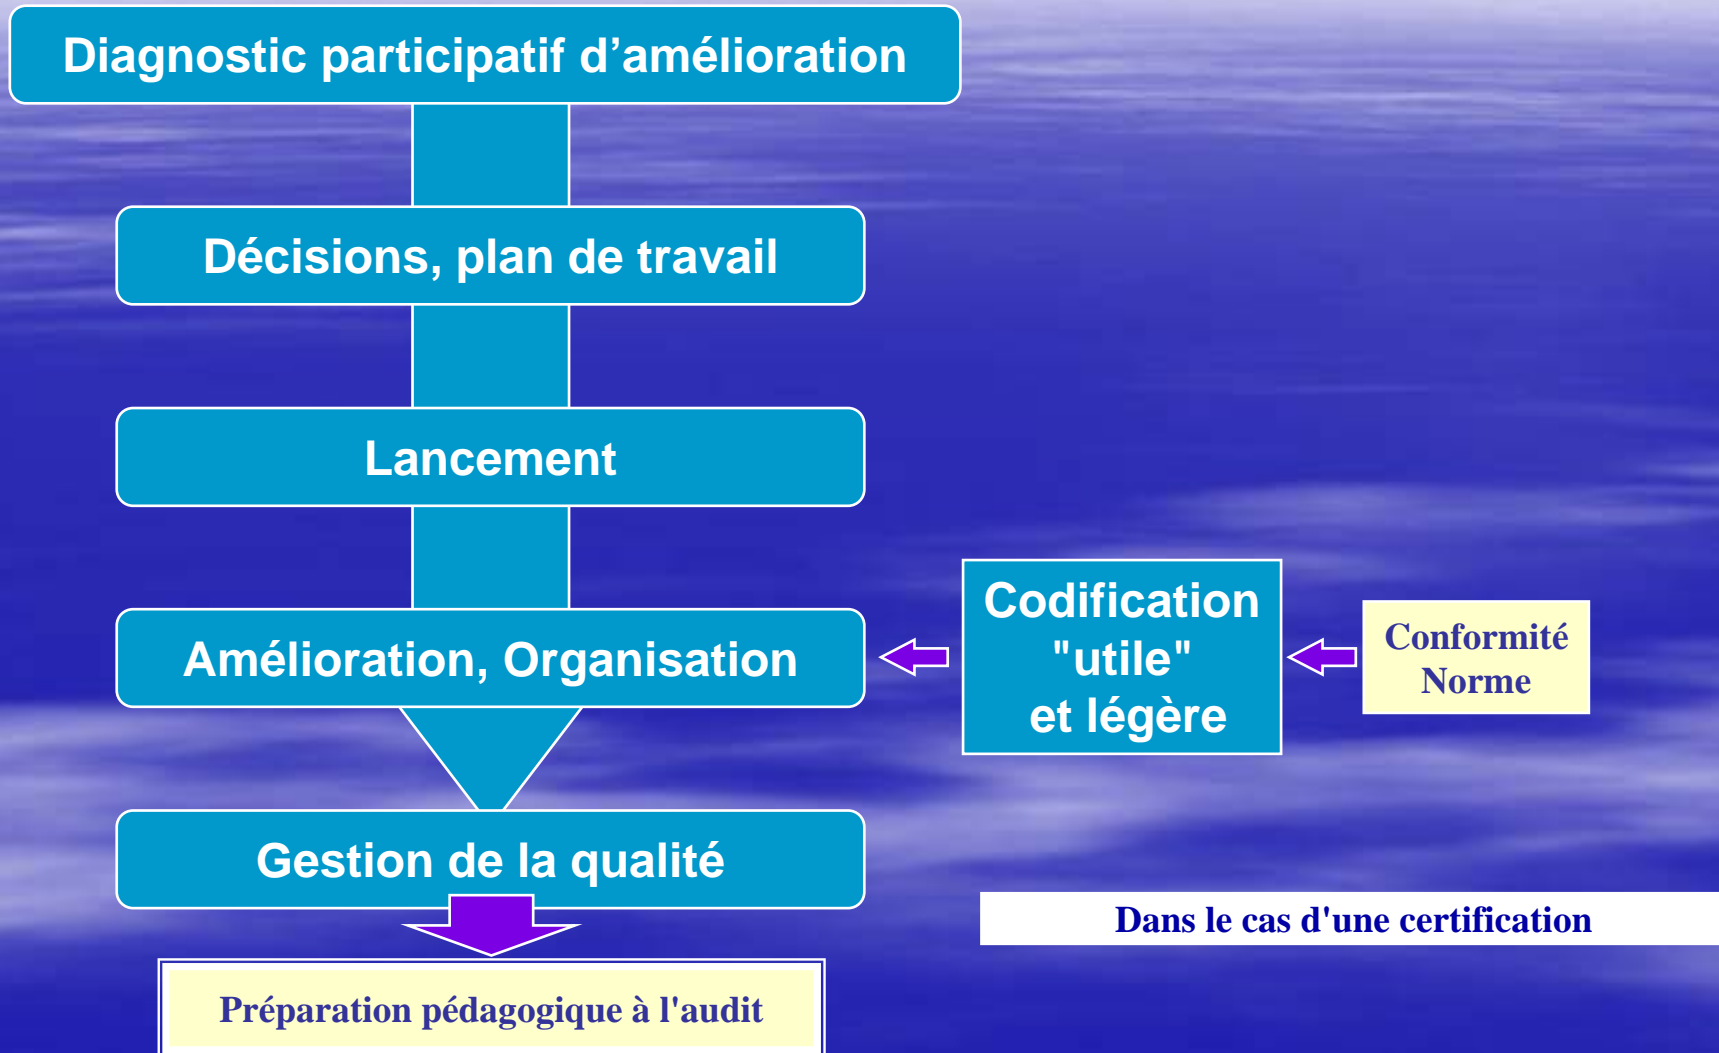 Diagnostic participatif d’amélioration
Décisions, plan de travail
Lancement
Amélioration, Organisation
Codification
"utile"
et légère
Conformité
Norme
Gestion de la qualité
Dans le cas d'une certification
Préparation pédagogique à l'audit